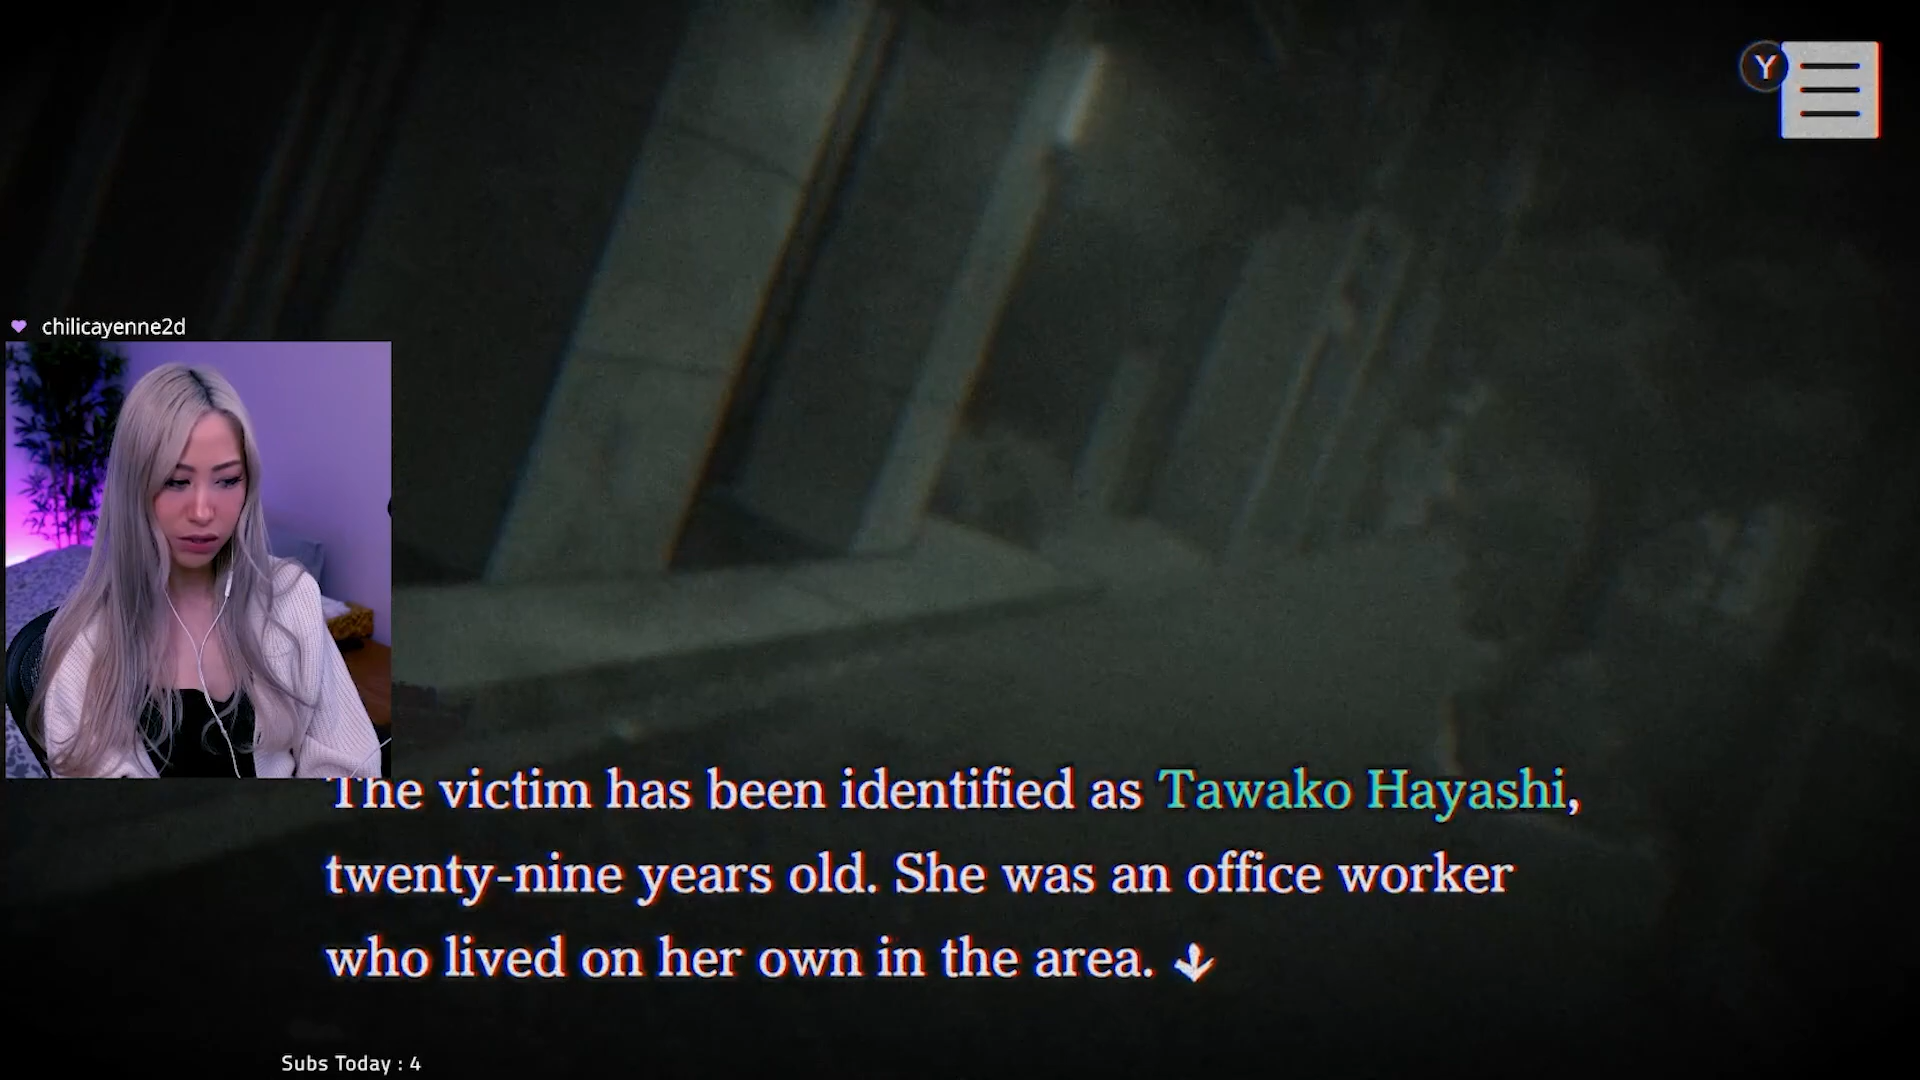 Y
chilicayenne2d
The victim has been identified as Tawako Hayashi,
twenty-nine years old. She was an office worker
who lived on her own in the area.
Subs Today : 4